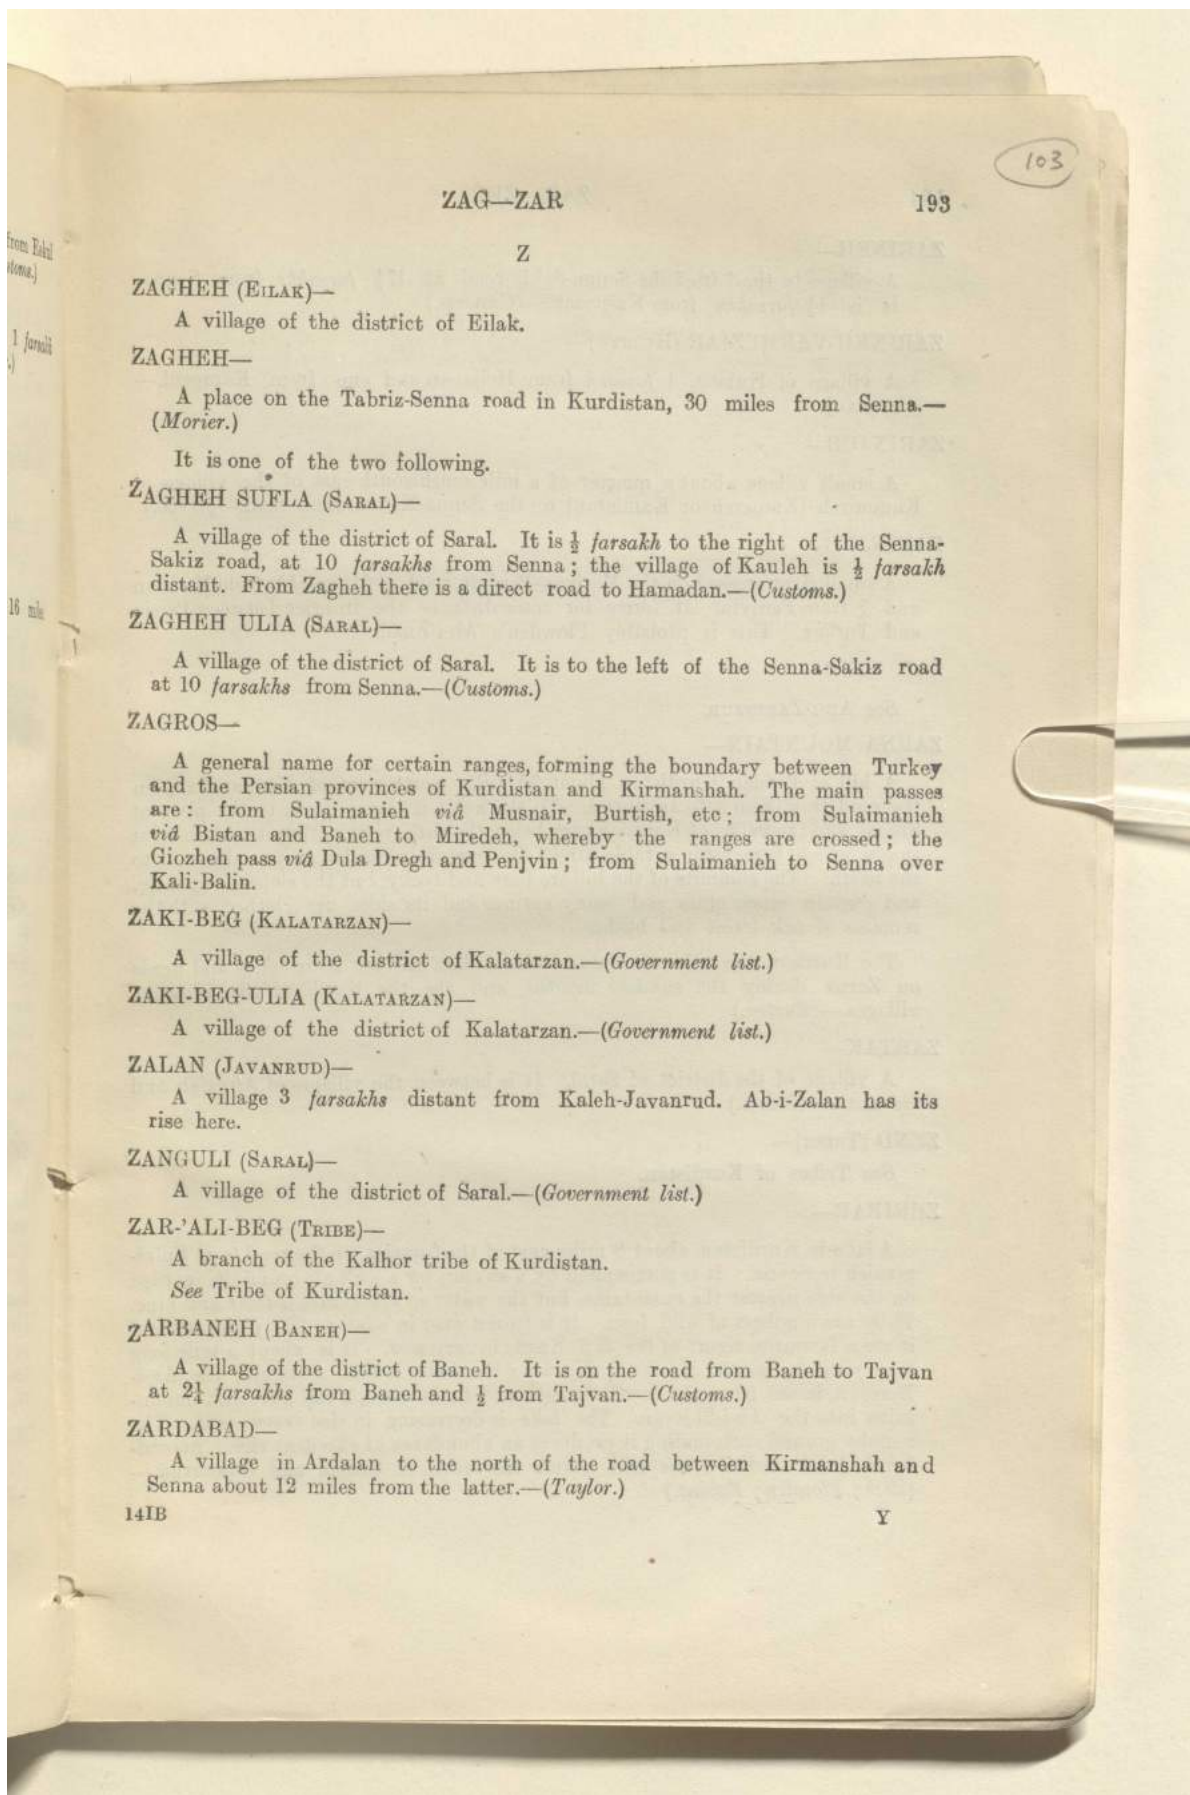 103
ZAG—ZAR 193
from Eskil
Z
ZAGHEH (EILAK)—
A village of the district of Eilak.
1 farsakh
ZAGHEH—
A place on the Tabriz-Senna road in Kurdistan, 30 miles from Senna.—
(Morier.)
It is one of the two following.
ZAGHEH SUFLA (SARAL)—
A village of the district of Saral. It is ½ farsakh to the right of the Senna-
Sakiz road, at 10 farsakhs from Senna; the village of Kauleh is ½ farsakh
distant. From Zagheh there is a direct road to Hamadan.—(Customs.)
16 miles
ZAGHEH ULIA (SARAL)—
A village of the district of Saral. It is to the left of the Senna-Sakiz road
at 10 farsakhs from Senna.—(Customs.)
ZAGROS—
A general name for certain ranges, forming the boundary between Turkey
and the Persian provinces of Kurdistan and Kirmanshah. The main passes
are: from Sulaimanieh viâ Musnair, Burtish, etc; from Sulaimanieh
viâ Bistan and Baneh to Miredeh, whereby the ranges are crossed; the
Giozheh pass viâ Dula Dregh and Penjvin; from Sulaimanieh to Senna over
Kali-Balin.
ZAKI-BEG (KALATARZAN)—
A village of the district of Kalatarzan.—(Government list.)
ZAKI-BEG-ULIA (KALATARZAN)—
A village of the district of Kalatarzan.—(Government list.)
ZALAN (JAVANRUD)—
A village 3 farsakhs distant from Kaleh-Javanrud. Ab-i-Zalan has its
rise here.
ZANGULI (SARAL)—
A village of the district of Saral.—(Government list.)
ZAR-'ALI-BEG (TRIBE)—
A branch of the Kalhor tribe of Kurdistan.
See Tribe of Kurdistan.
ZARBANEH (BANEH)—
A village of the district of Baneh. It is on the road from Baneh to Tajvan
at 2¼ farsakhs from Baneh and ½ from Tajvan.—(Customs.)
ZARDABAD—
A village in Ardalan to the north of the road between Kirmanshah and
Senna about 12 miles from the latter.—(Taylor.)
14IB Y